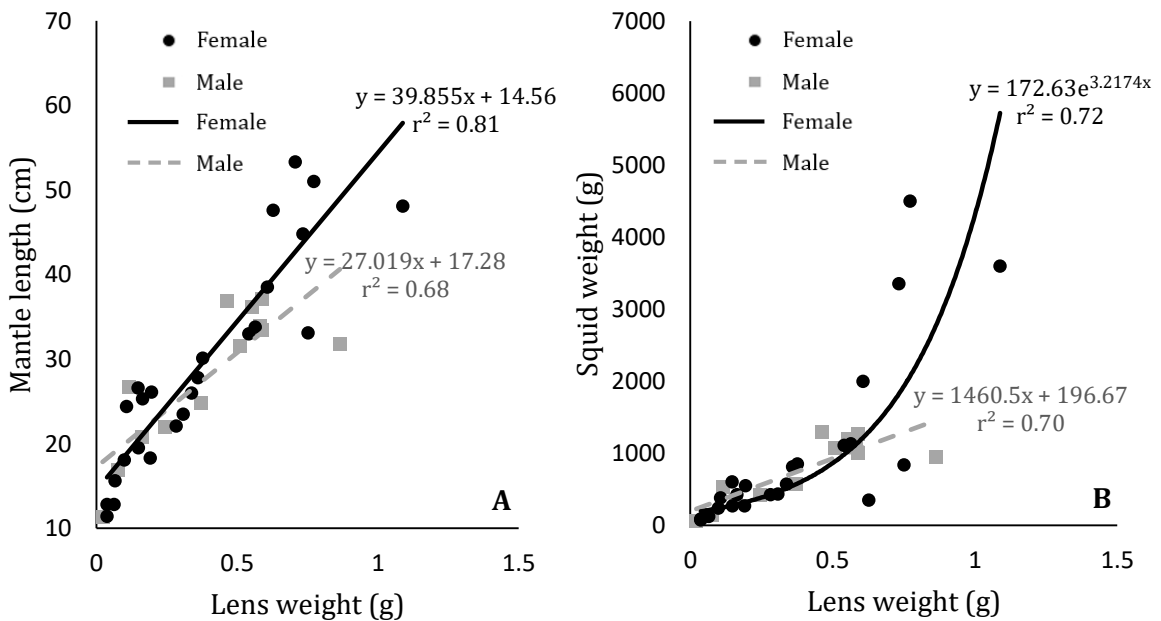 70
60
50
40
30
20
10
0
0.5
1
1.5
Mantle length (cm)
Lens weight (g)
Female
Male
Female
Male
y = 39.855x + 14.56
r² = 0.81
y = 27.019x + 17.28
r² = 0.68
A
7000
6000
5000
4000
3000
2000
1000
0
0
0.5
1
1.5
Squid weight (g)
Lens weight (g)
Female
Male
Female
Male
y = 172.63e^3.2174x
r² = 0.72
y = 1460.5x + 196.67
r² = 0.70
B